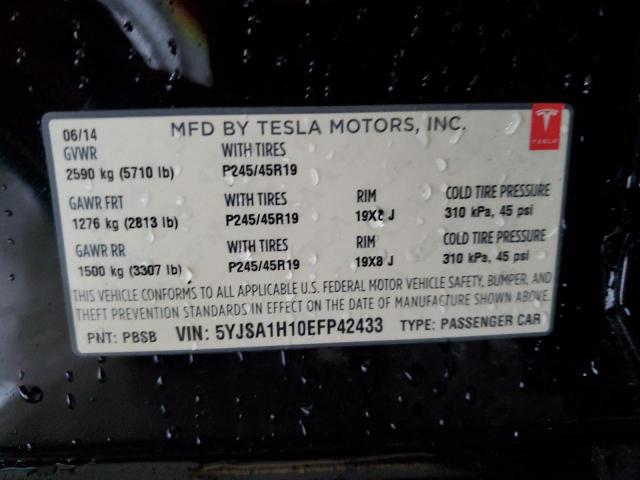 06/14 MFD BY TESLA MOTORS, INC.
GVWR WITH TIRES
2590 kg (5710 lb) P245/45R19
GAWR FRT WITH TIRES RIM COLD TIRE PRESSURE
1276 kg (2813 lb) P245/45R19 19X8 J 310 kPa, 45 psi
GAWR RR WITH TIRES RIM COLD TIRE PRESSURE
1500 kg (3307 lb) P245/45R19 19X8 J 310 kPa, 45 psi
THIS VEHICLE CONFORMS TO ALL APPLICABLE U.S. FEDERAL MOTOR VEHICLE SAFETY, BUMPER, AND
THEFT PREVENTION STANDARDS IN EFFECT ON THE DATE OF MANUFACTURE SHOWN ABOVE.
PNT: PBSB VIN: 5YJSA1H10EFP42433 TYPE: PASSENGER CAR
TESLA